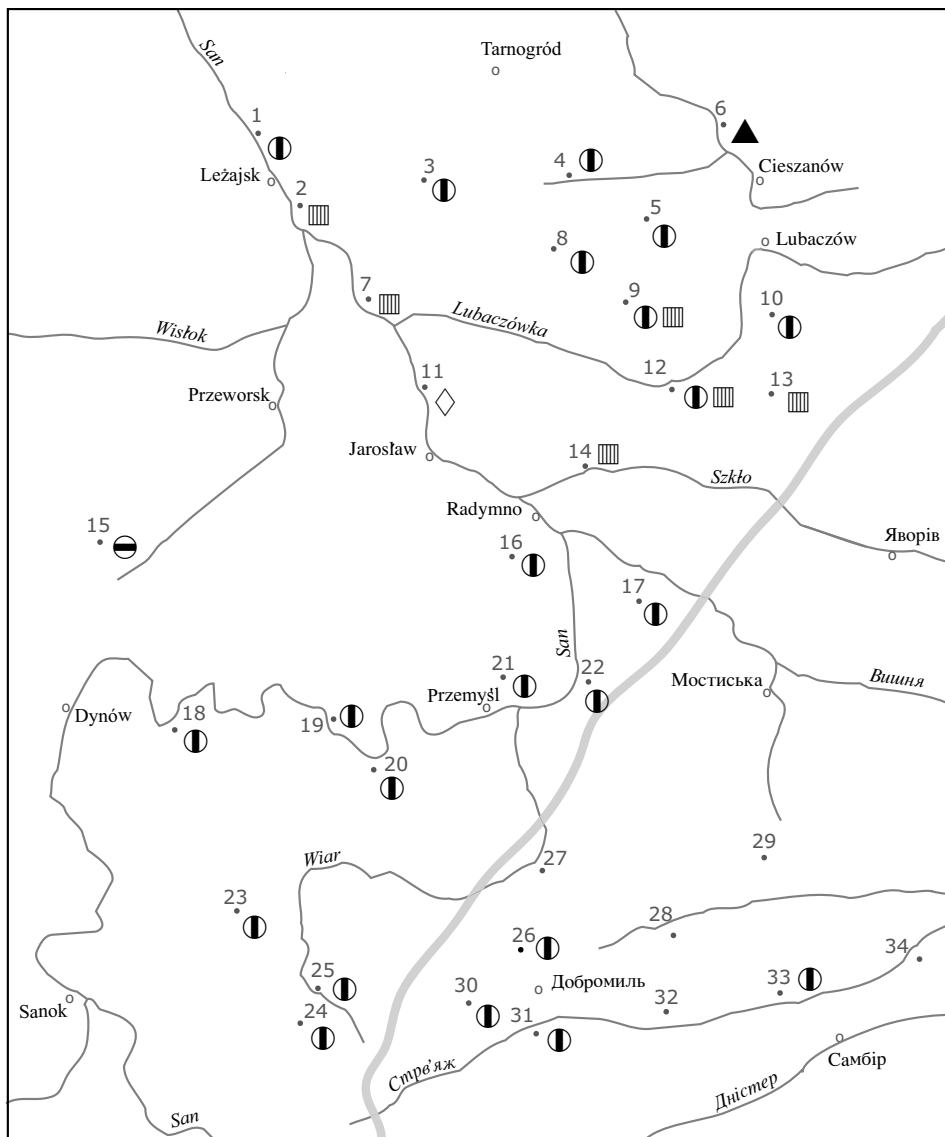 San
Tarnogród
1
6
Leżajsk
3
4
Cieszanów
2
5
Lubaczów
8
7
9
10
Wisłok
Lubaczówka
Przeworsk
11
12
13
Jarosław
14
Szkło
Radymno
15
16
Яворів
17
San
21
22
Мостиська
Вишня
Dynów
18
19
Przemyśl
20
Wiar
27
29
23
28
26
25
Добромиль
33
34
Sanok
24
30
31
32
Стрв'яж
Самбір
Дністер
San